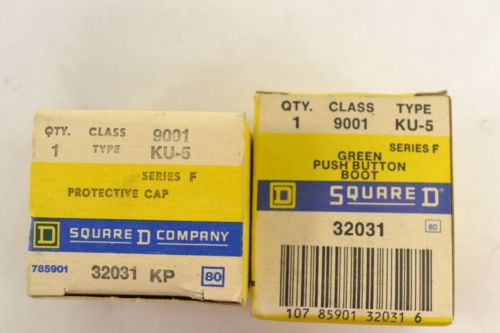 QTY. CLASS 9001
1 TYPE KU-5
SERIES F
PROTECTIVE CAP
D SQUARE D COMPANY
785901 32031 KP 80
QTY. CLASS TYPE
1 9001 KU-5
SERIES F
GREEN
PUSH BUTTON
BOOT
D SQUARE D
32031 80
107 85901 32031 6